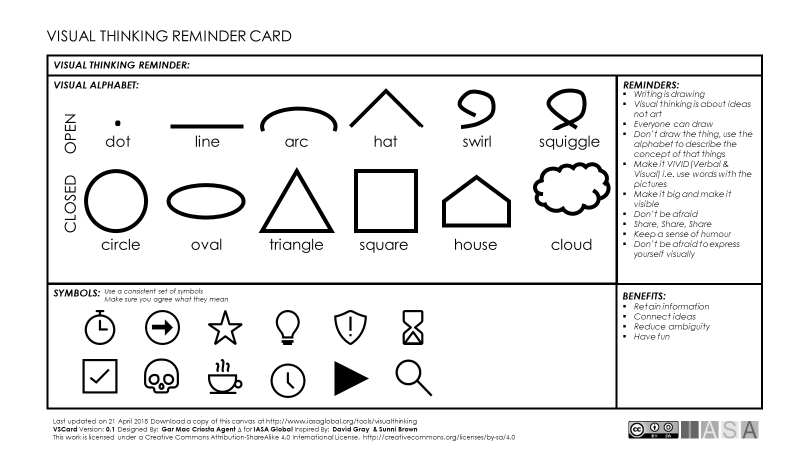 VISUAL THINKING REMINDER CARD
VISUAL THINKING REMINDER:
VISUAL ALPHABET:
OPEN
dot
line
arc
hat
swirl
squiggle
CLOSED
circle
oval
triangle
square
house
cloud
REMINDERS:
Writing is drawing
Visual thinking is about ideas
not art
Everyone can draw
Don't draw the thing, use the
alphabet to describe the
concept of that things
Make it VIVID (Verbal &
Visual) i.e. use words with the
pictures
Make it big and make it
visible
Don't be afraid
Share, Share, Share
Keep a sense of humour
Don't be afraid to express
yourself visually
SYMBOLS: Use a consistent set of symbols
Make sure you agree what they mean
BENEFITS:
Retain information
Connect ideas
Reduce ambiguity
Have fun
Last updated on 21 April 2018 Download a copy of this canvas at http://www.iasaglobal.org/tools/visualthinking
VSCard Version: 0.1 Designed By: Gar Mac Críosta Agent Δ for IASA Global Inspired By: David Gray & Sunni Brown
This work is licensed under a Creative Commons Attribution-ShareAlike 4.0 International License. http://creativecommons.org/licenses/by-sa/4.0
cc BY SA
IASA